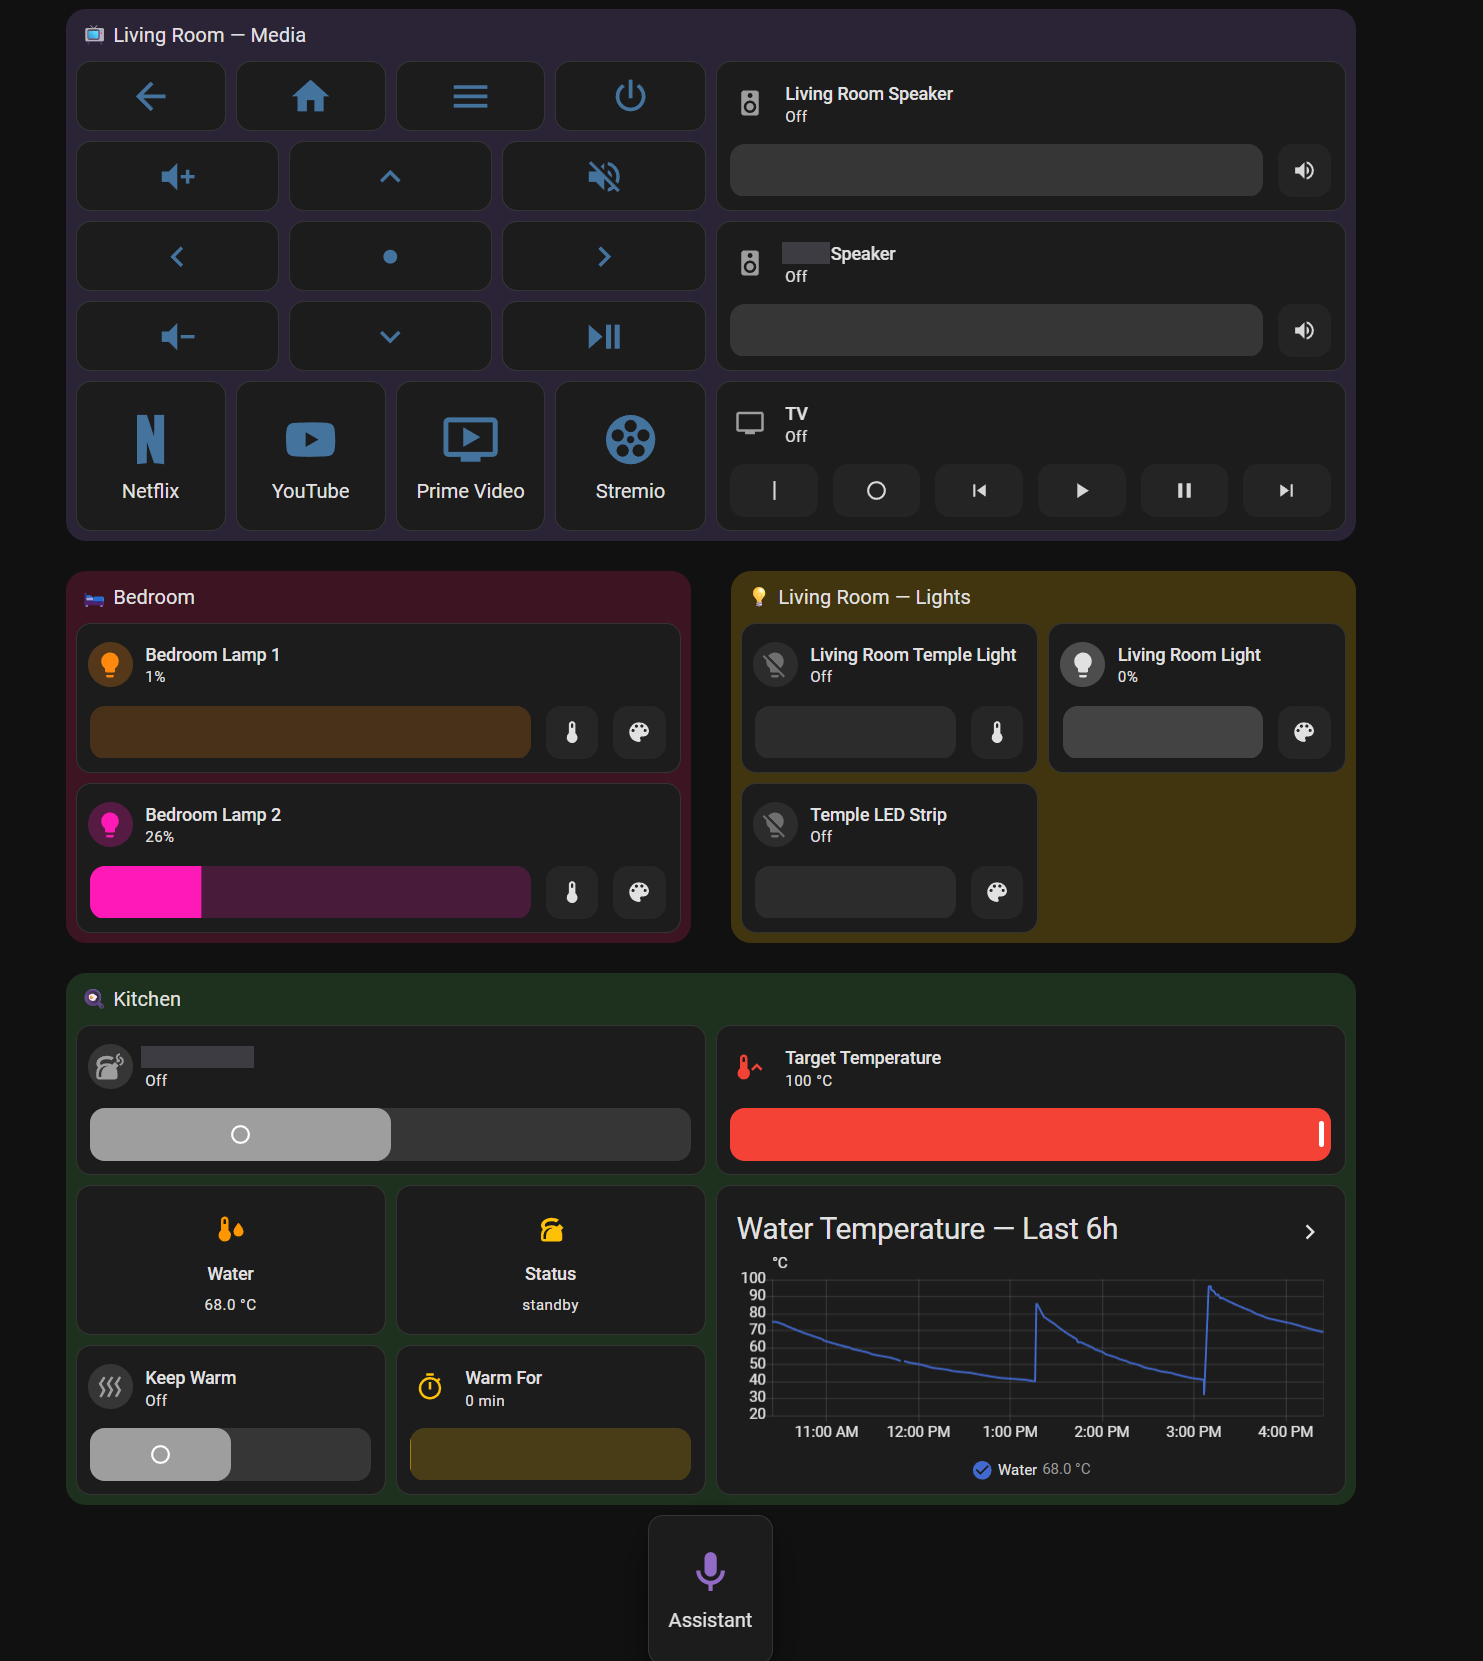 Living Room — Media
Living Room Speaker
Off
Speaker
Off
Netflix
YouTube
Prime Video
Stremio
TV
Off
Bedroom
Bedroom Lamp 1
1%
Bedroom Lamp 2
26%
Living Room — Lights
Living Room Temple Light
Off
Living Room Light
0%
Temple LED Strip
Off
Kitchen
Off
Target Temperature
100 °C
Water
68.0 °C
Status
standby
Keep Warm
Off
Warm For
0 min
Water Temperature — Last 6h
°C
100
90
80
70
60
50
40
30
20
11:00 AM 12:00 PM 1:00 PM 2:00 PM 3:00 PM 4:00 PM
Water 68.0 °C
Assistant